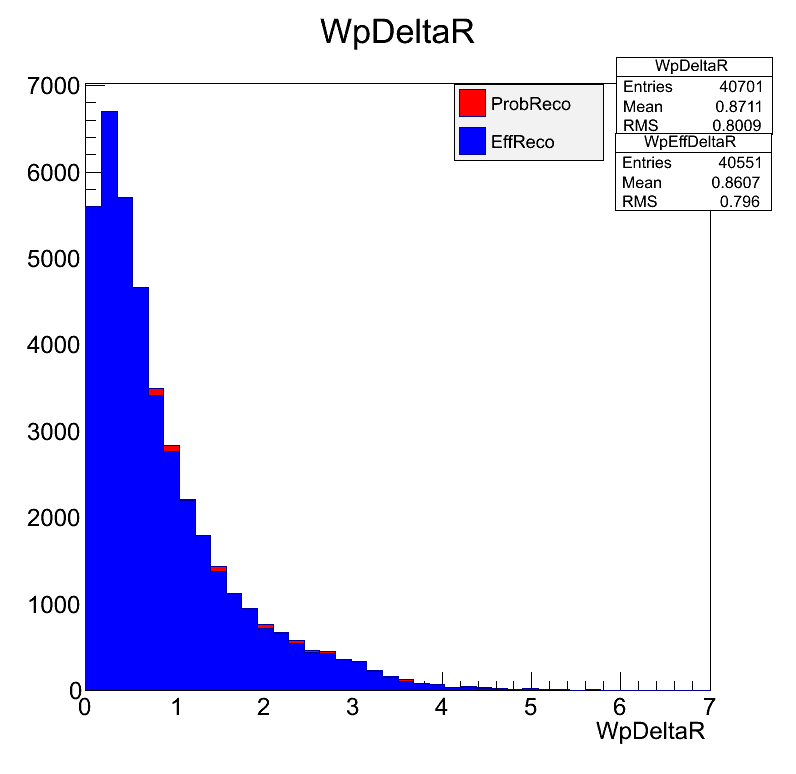 WpDeltaR
WpDeltaR
Entries 40701
Mean 0.8711
RMS 0.8009
WpEffDeltaR
Entries 40551
Mean 0.8607
RMS 0.796
ProbReco
EffReco
7000
6000
5000
4000
3000
2000
1000
0
0 1 2 3 4 5 6 7
WpDeltaR